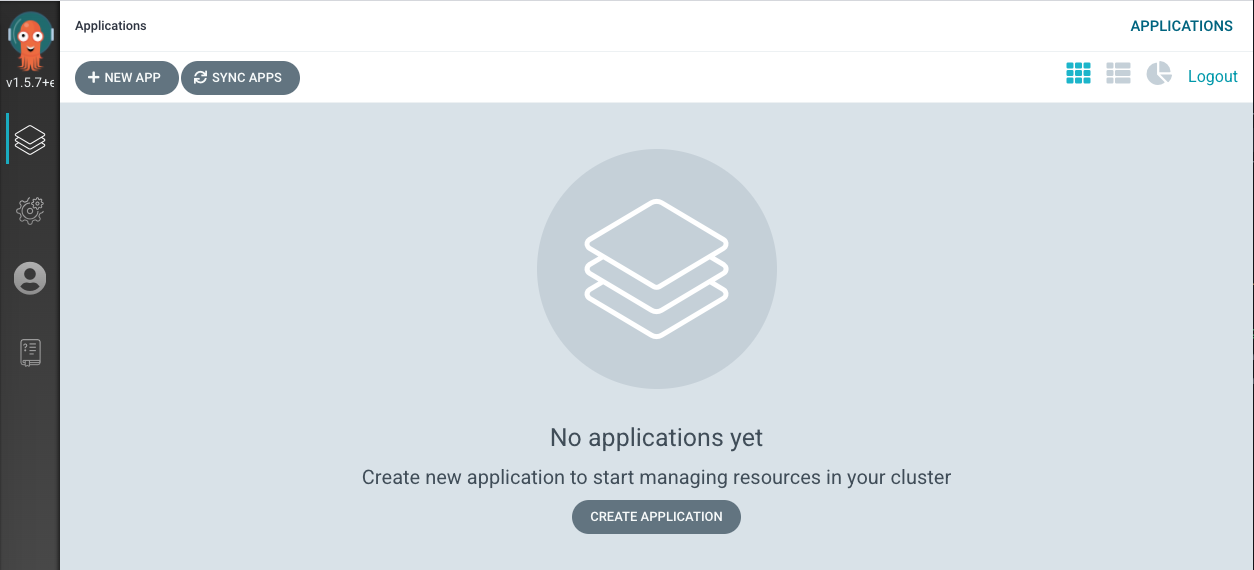 Applications
APPLICATIONS
v1.5.7+e
NEW APP
SYNC APPS
Logout
No applications yet
Create new application to start managing resources in your cluster
CREATE APPLICATION